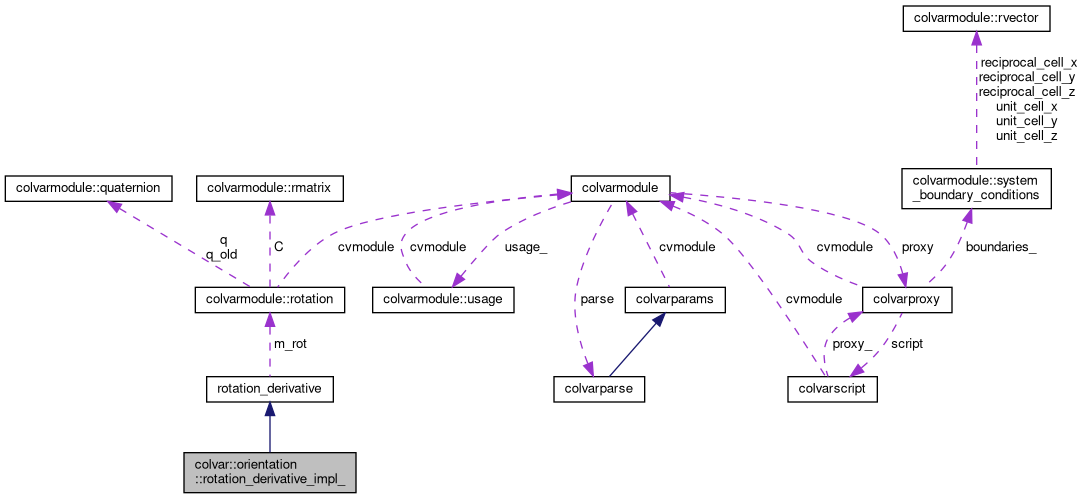 colvarmodule::rvector
reciprocal_cell_x
reciprocal_cell_y
reciprocal_cell_z
unit_cell_x
unit_cell_y
unit_cell_z
colvarmodule::quaternion
colvarmodule::rmatrix
colvarmodule
colvarmodule::system
_boundary_conditions
q
q_old
C
cvmodule
cvmodule
usage_
cvmodule
cvmodule
proxy
boundaries_
colvarmodule::rotation
colvarmodule::usage
parse
colvarparams
cvmodule
colvarproxy
m_rot
proxy_
script
rotation_derivative
colvarparse
colvarscript
colvar::orientation
::rotation_derivative_impl_